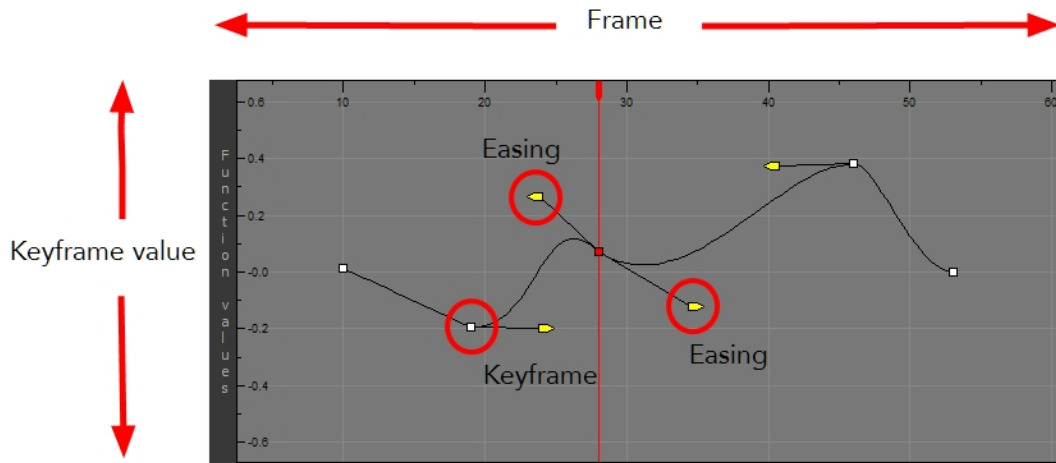 Frame
10 20 30 40 50 60
Keyframe value
Function values
0.6
0.4
0.2
-0.0
-0.2
-0.4
-0.6
Easing
Easing
Keyframe